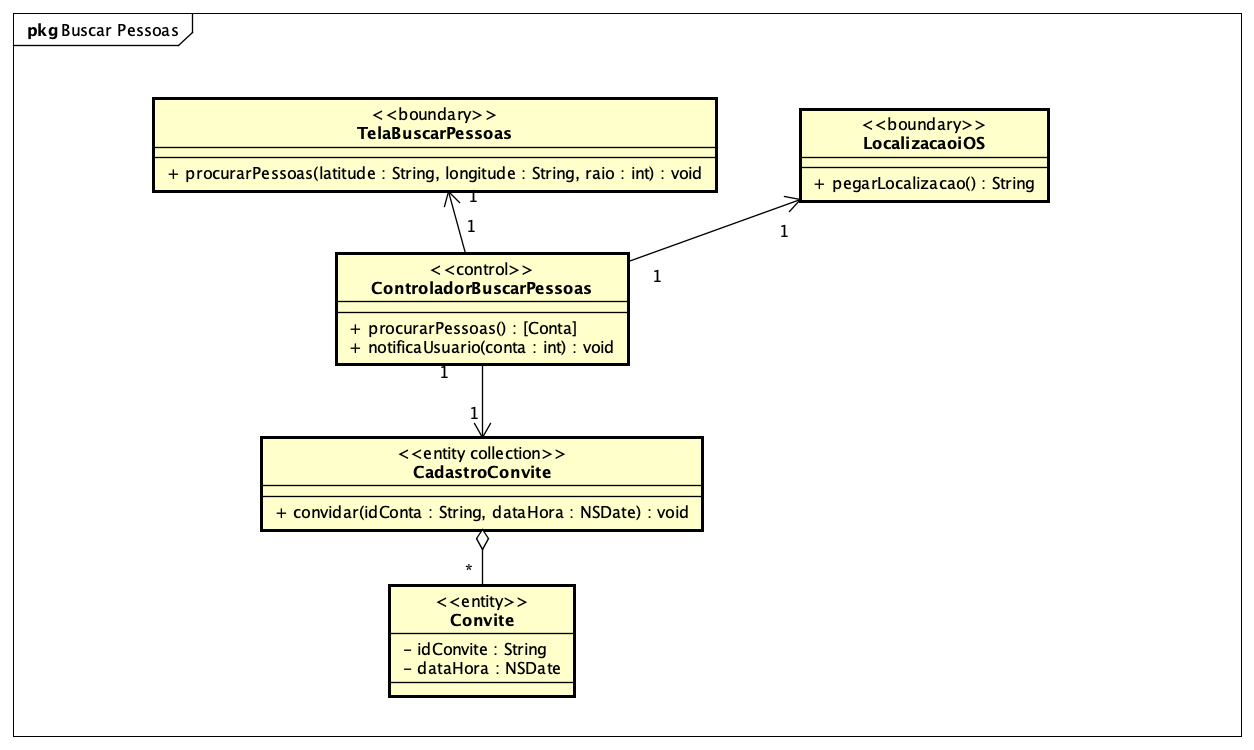 pkg Buscar Pessoas
<<boundary>>
TelaBuscarPessoas
+ procurarPessoas(latitude : String, longitude : String, raio : int) : void
<<boundary>>
LocalizacaoiOS
+ pegarLocalizacao() : String
1
1
1
1
<<control>>
ControladorBuscarPessoas
+ procurarPessoas() : [Conta]
+ notificaUsuario(conta : int) : void
1
1
<<entity collection>>
CadastroConvite
+ convidar(idConta : String, dataHora : NSDate) : void
*
<<entity>>
Convite
- idConvite : String
- dataHora : NSDate